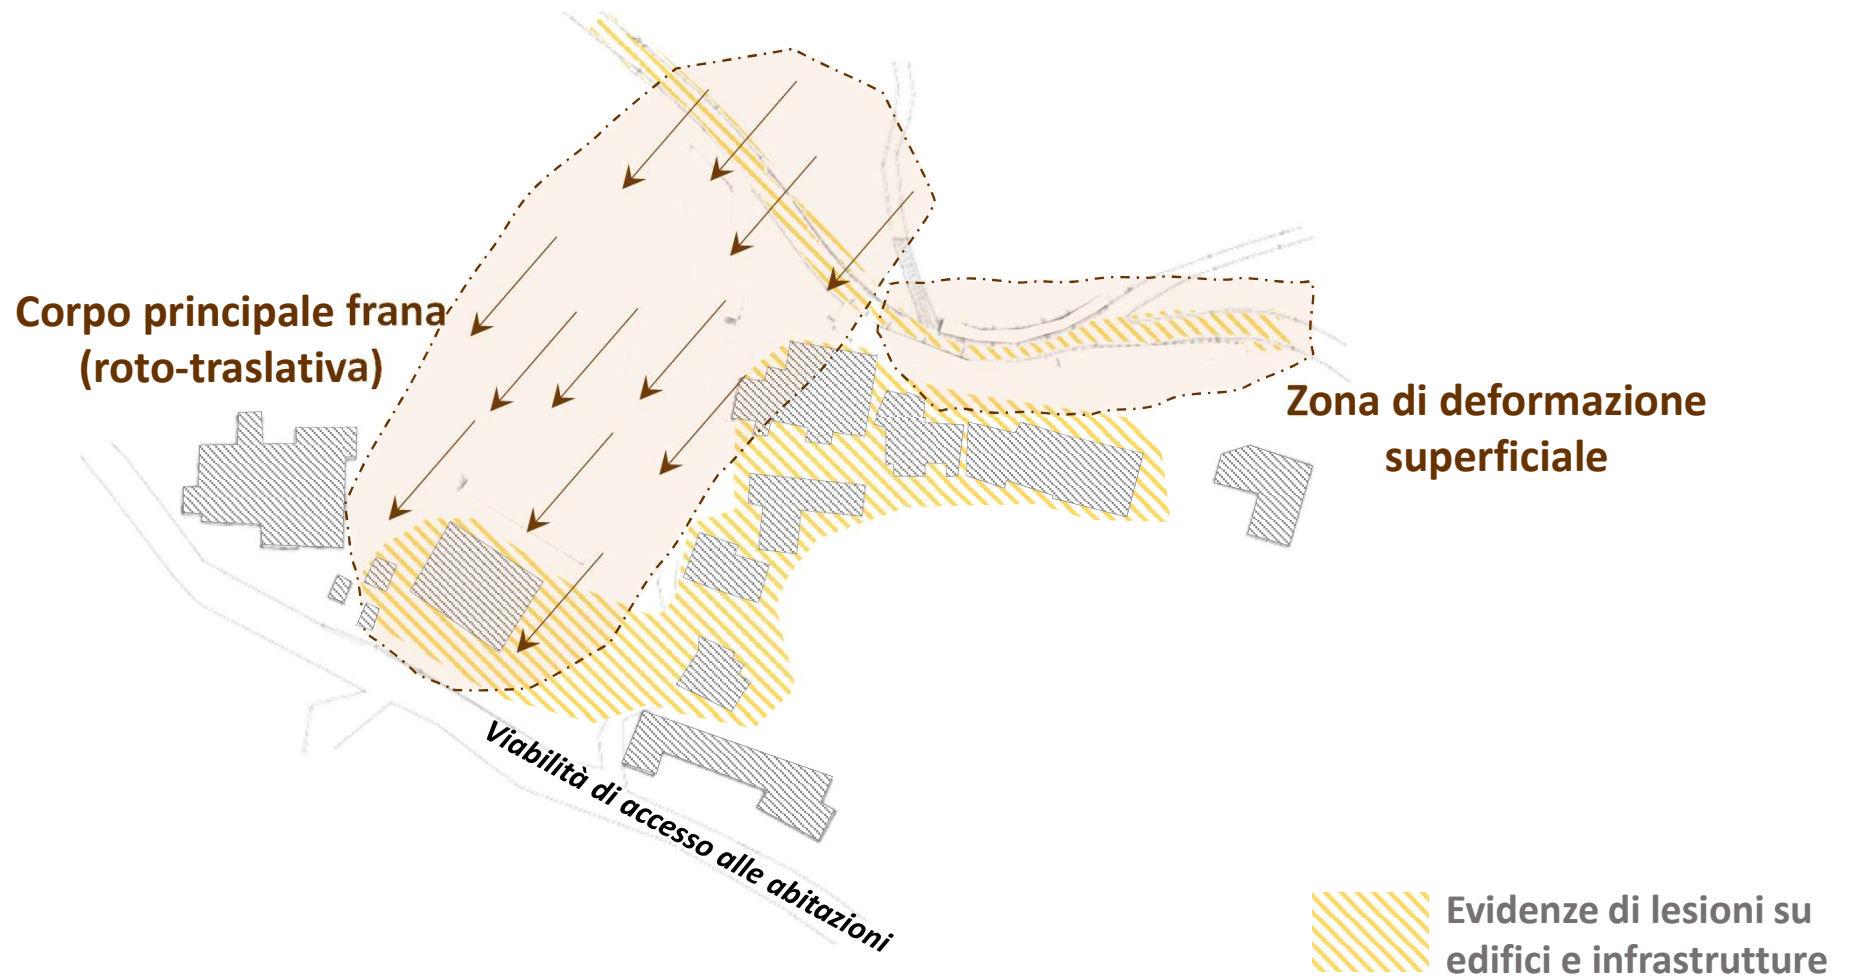 Corpo principale frana
(roto-traslativa)
Zona di deformazione
superficiale
Viabilità di accesso alle abitazioni
Evidenze di lesioni su
edifici e infrastrutture